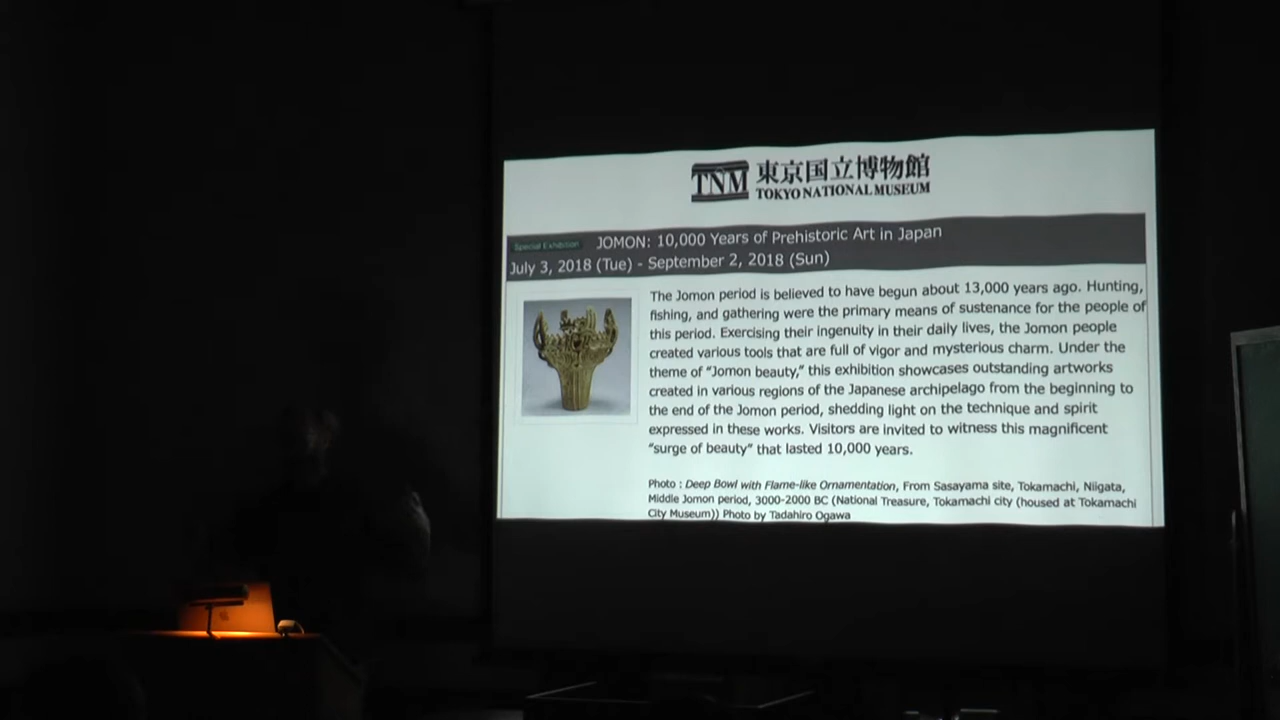 TNM 東京国立博物館
TOKYO NATIONAL MUSEUM
Special Exhibition JOMON: 10,000 Years of Prehistoric Art in Japan
July 3, 2018 (Tue) - September 2, 2018 (Sun)
The Jomon period is believed to have begun about 13,000 years ago. Hunting,
fishing, and gathering were the primary means of sustenance for the people of
this period. Exercising their ingenuity in their daily lives, the Jomon people
created various tools that are full of vigor and mysterious charm. Under the
theme of "Jomon beauty," this exhibition showcases outstanding artworks
created in various regions of the Japanese archipelago from the beginning to
the end of the Jomon period, shedding light on the technique and spirit
expressed in these works. Visitors are invited to witness this magnificent
"surge of beauty" that lasted 10,000 years.
Photo : Deep Bowl with Flame-like Ornamentation, From Sasayama site, Tokamachi, Niigata,
Middle Jomon period, 3000-2000 BC (National Treasure, Tokamachi city (housed at Tokamachi
City Museum)) Photo by Tadahiro Ogawa